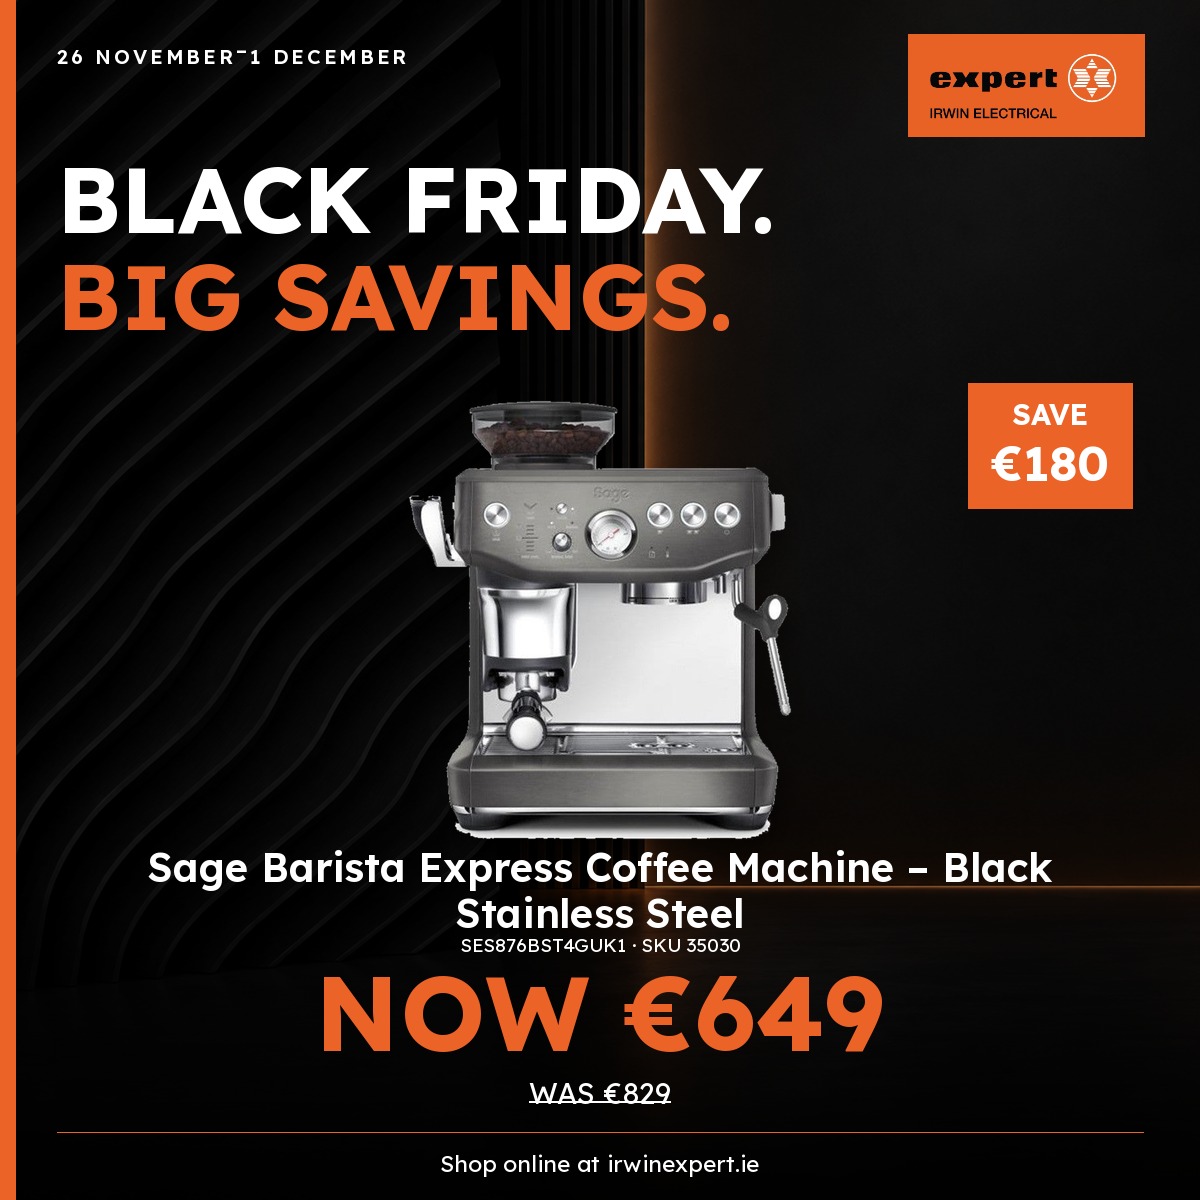 26 NOVEMBER–1 DECEMBER
expert
IRWIN ELECTRICAL
BLACK FRIDAY.
BIG SAVINGS.
SAVE
€180
Sage
Sage Barista Express Coffee Machine – Black
Stainless Steel
SES876BST4GUK1 · SKU 35030
NOW €649
WAS €829
Shop online at irwinexpert.ie